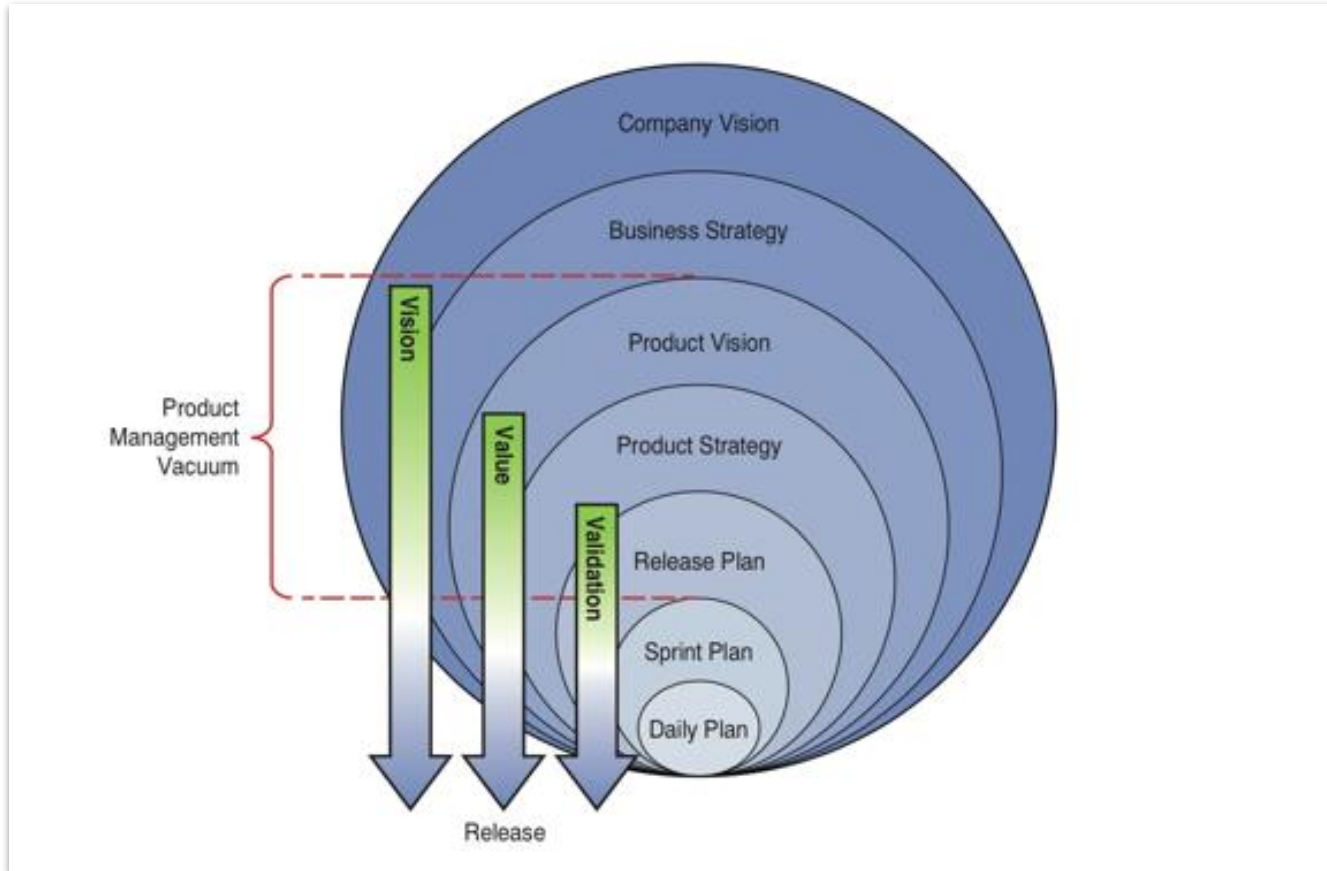 Company Vision
Business Strategy
Product Vision
Product Strategy
Release Plan
Sprint Plan
Daily Plan
Product
Management
Vacuum
Vision
Value
Validation
Release